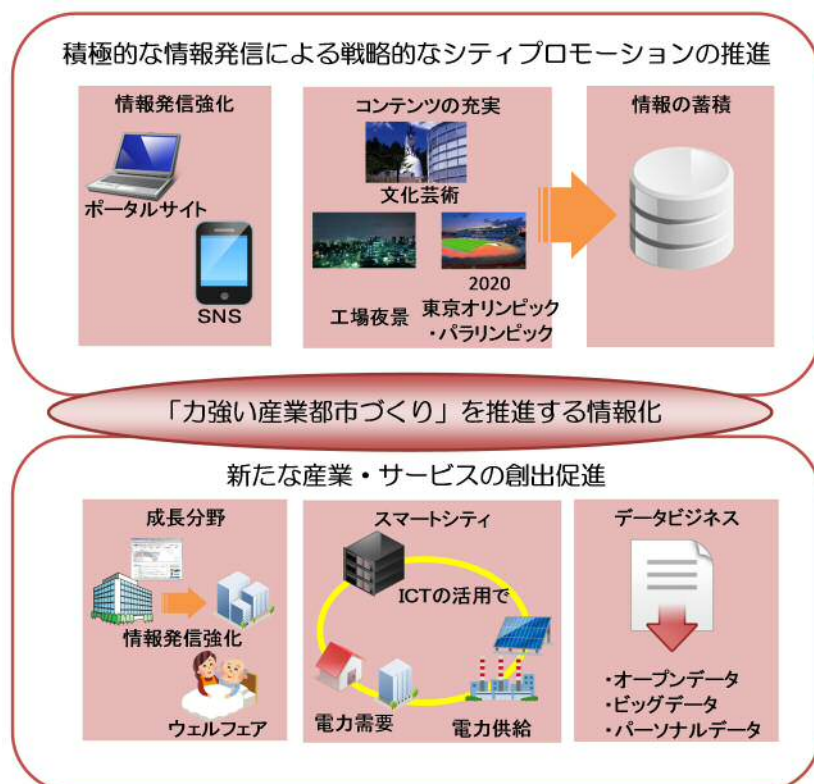 積極的な情報発信による戦略的なシティプロモーションの推進
情報発信強化
ポータルサイト
SNS
コンテンツの充実
文化芸術
工場夜景
2020
東京オリンピック
・パラリンピック
情報の蓄積
「力強い産業都市づくり」を推進する情報化
新たな産業・サービスの創出促進
成長分野
情報発信強化
ウェルフェア
スマートシティ
ICTの活用で
電力需要
電力供給
データビジネス
・オープンデータ
・ビッグデータ
・パーソナルデータ